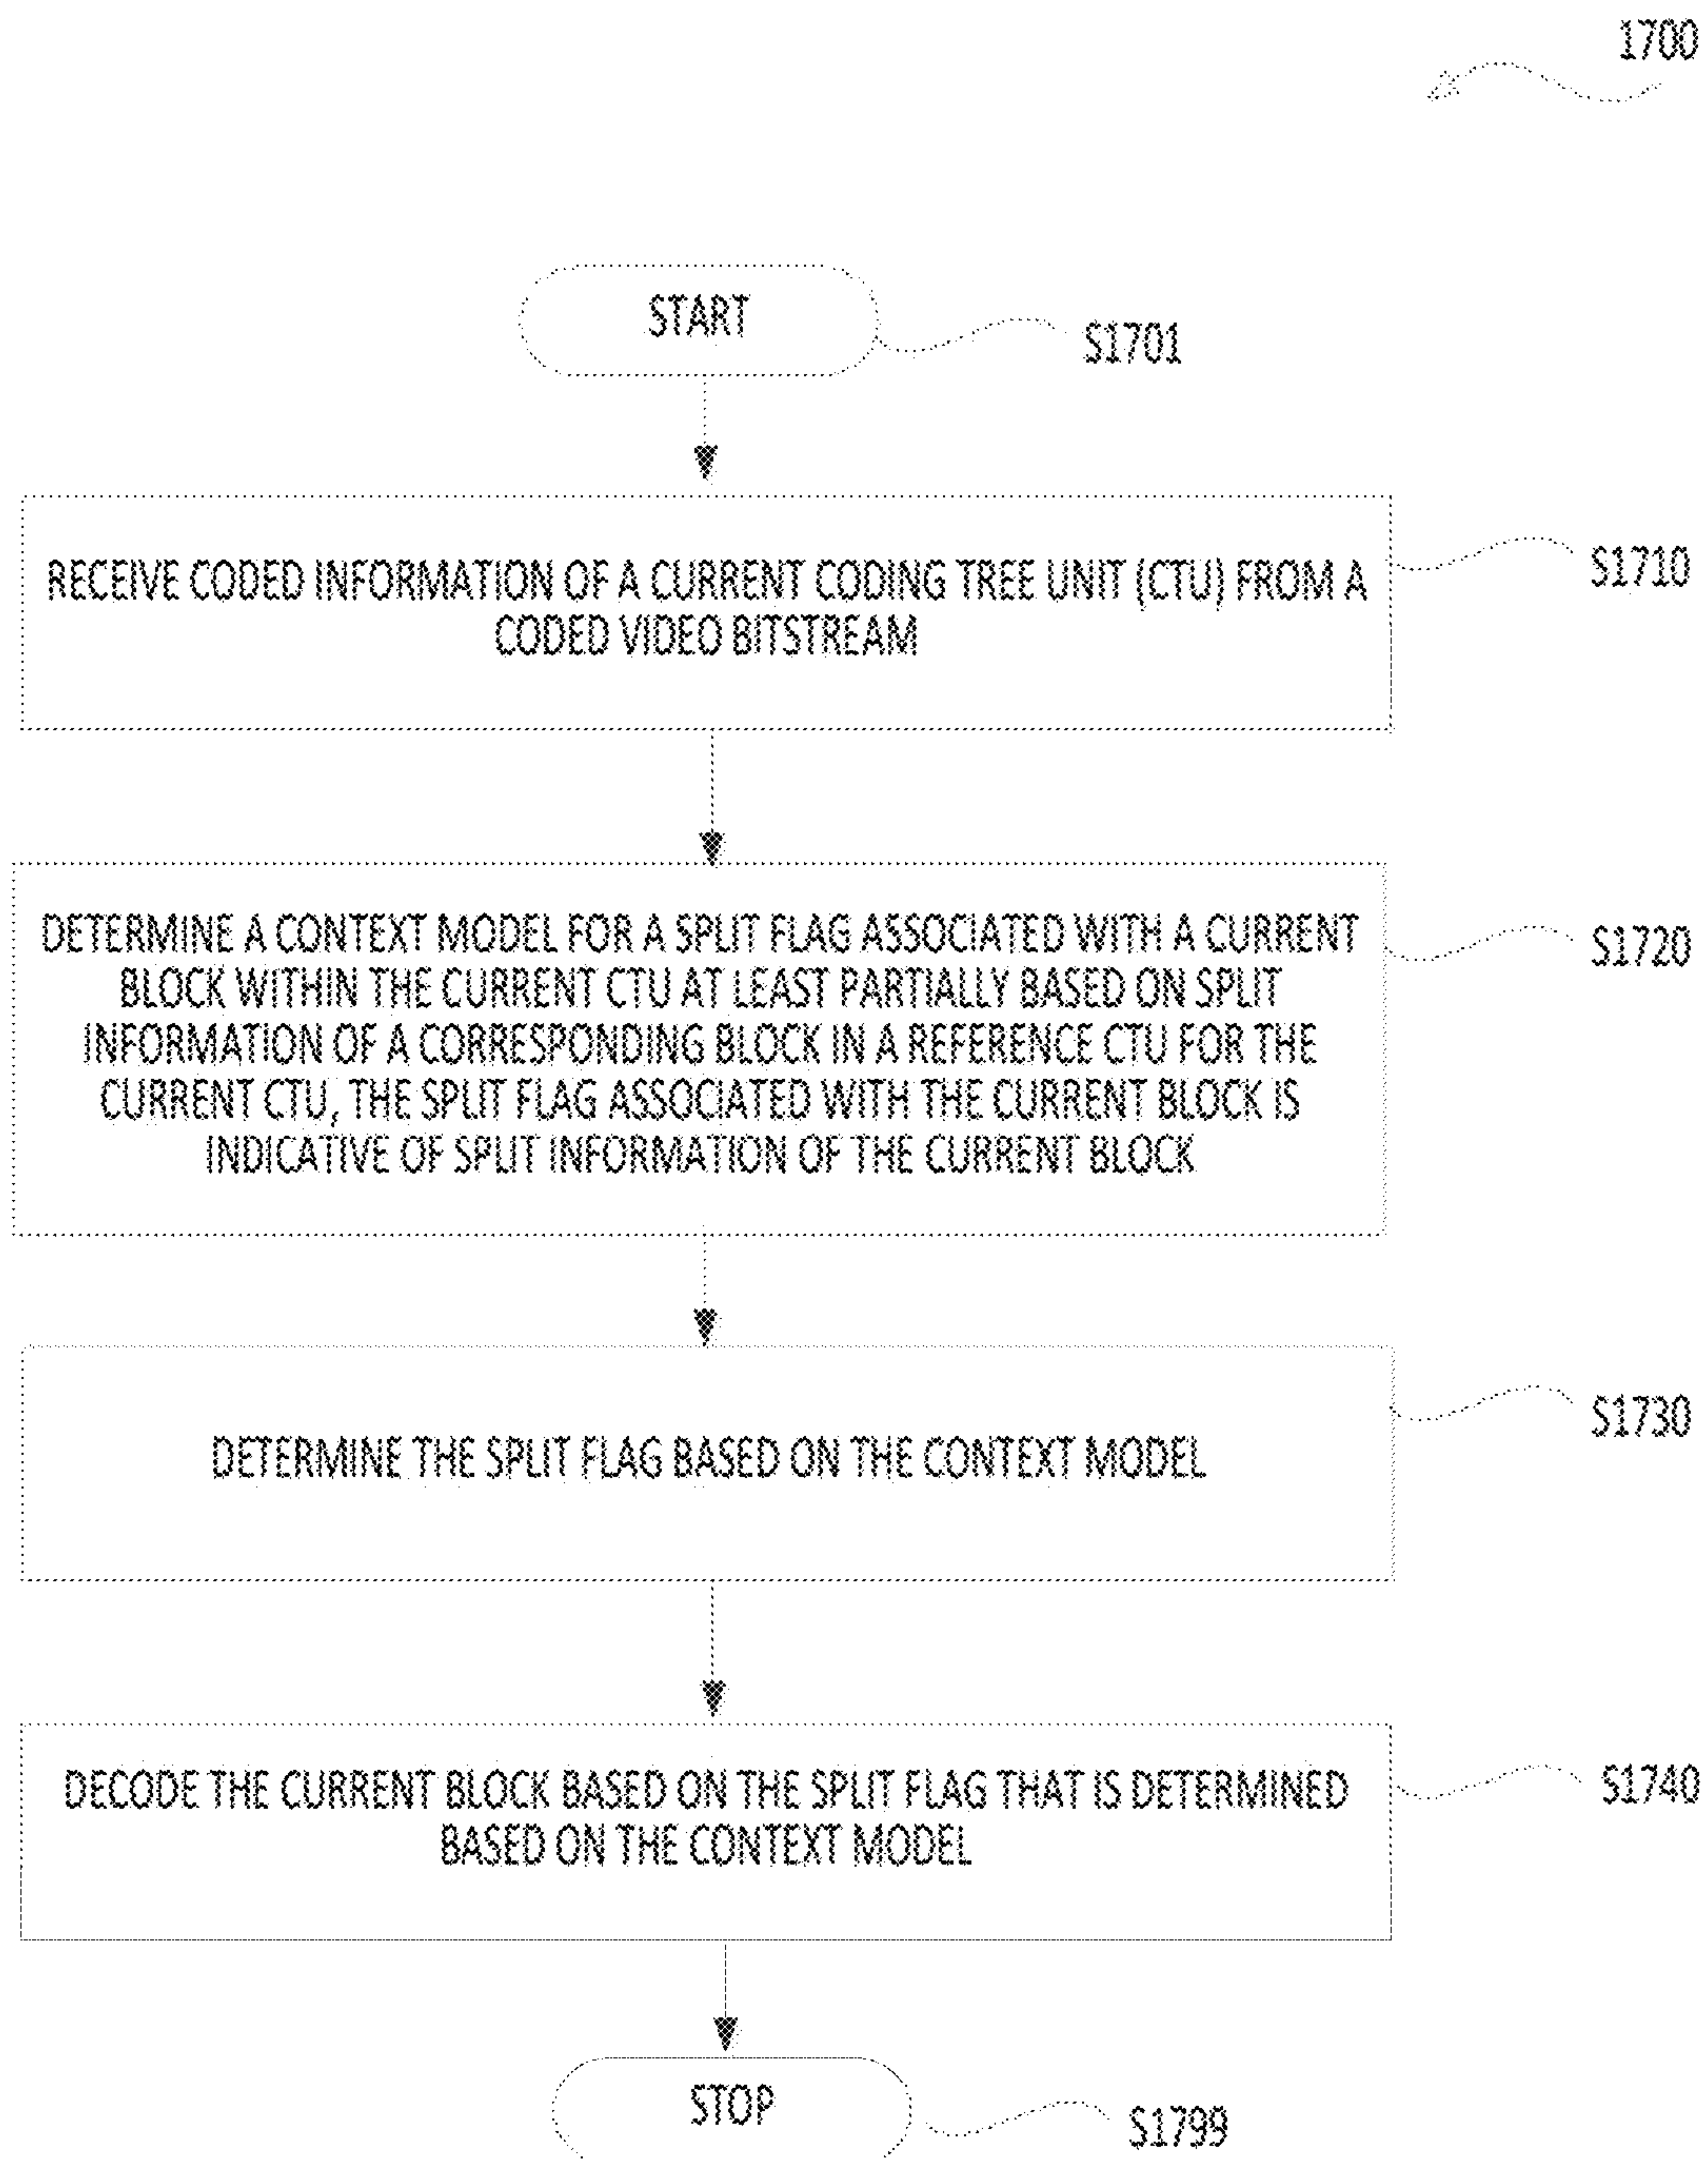 1700
START
S1701
RECEIVE CODED INFORMATION OF A CURRENT CODING TREE UNIT (CTU) FROM A
CODED VIDEO BITSTREAM
S1710
DETERMINE A CONTEXT MODEL FOR A SPLIT FLAG ASSOCIATED WITH A CURRENT
BLOCK WITHIN THE CURRENT CTU AT LEAST PARTIALLY BASED ON SPLIT
INFORMATION OF A CORRESPONDING BLOCK IN A REFERENCE CTU FOR THE
CURRENT CTU, THE SPLIT FLAG ASSOCIATED WITH THE CURRENT BLOCK IS
INDICATIVE OF SPLIT INFORMATION OF THE CURRENT BLOCK
S1720
DETERMINE THE SPLIT FLAG BASED ON THE CONTEXT MODEL
S1730
DECODE THE CURRENT BLOCK BASED ON THE SPLIT FLAG THAT IS DETERMINED
BASED ON THE CONTEXT MODEL
S1740
STOP
S1799